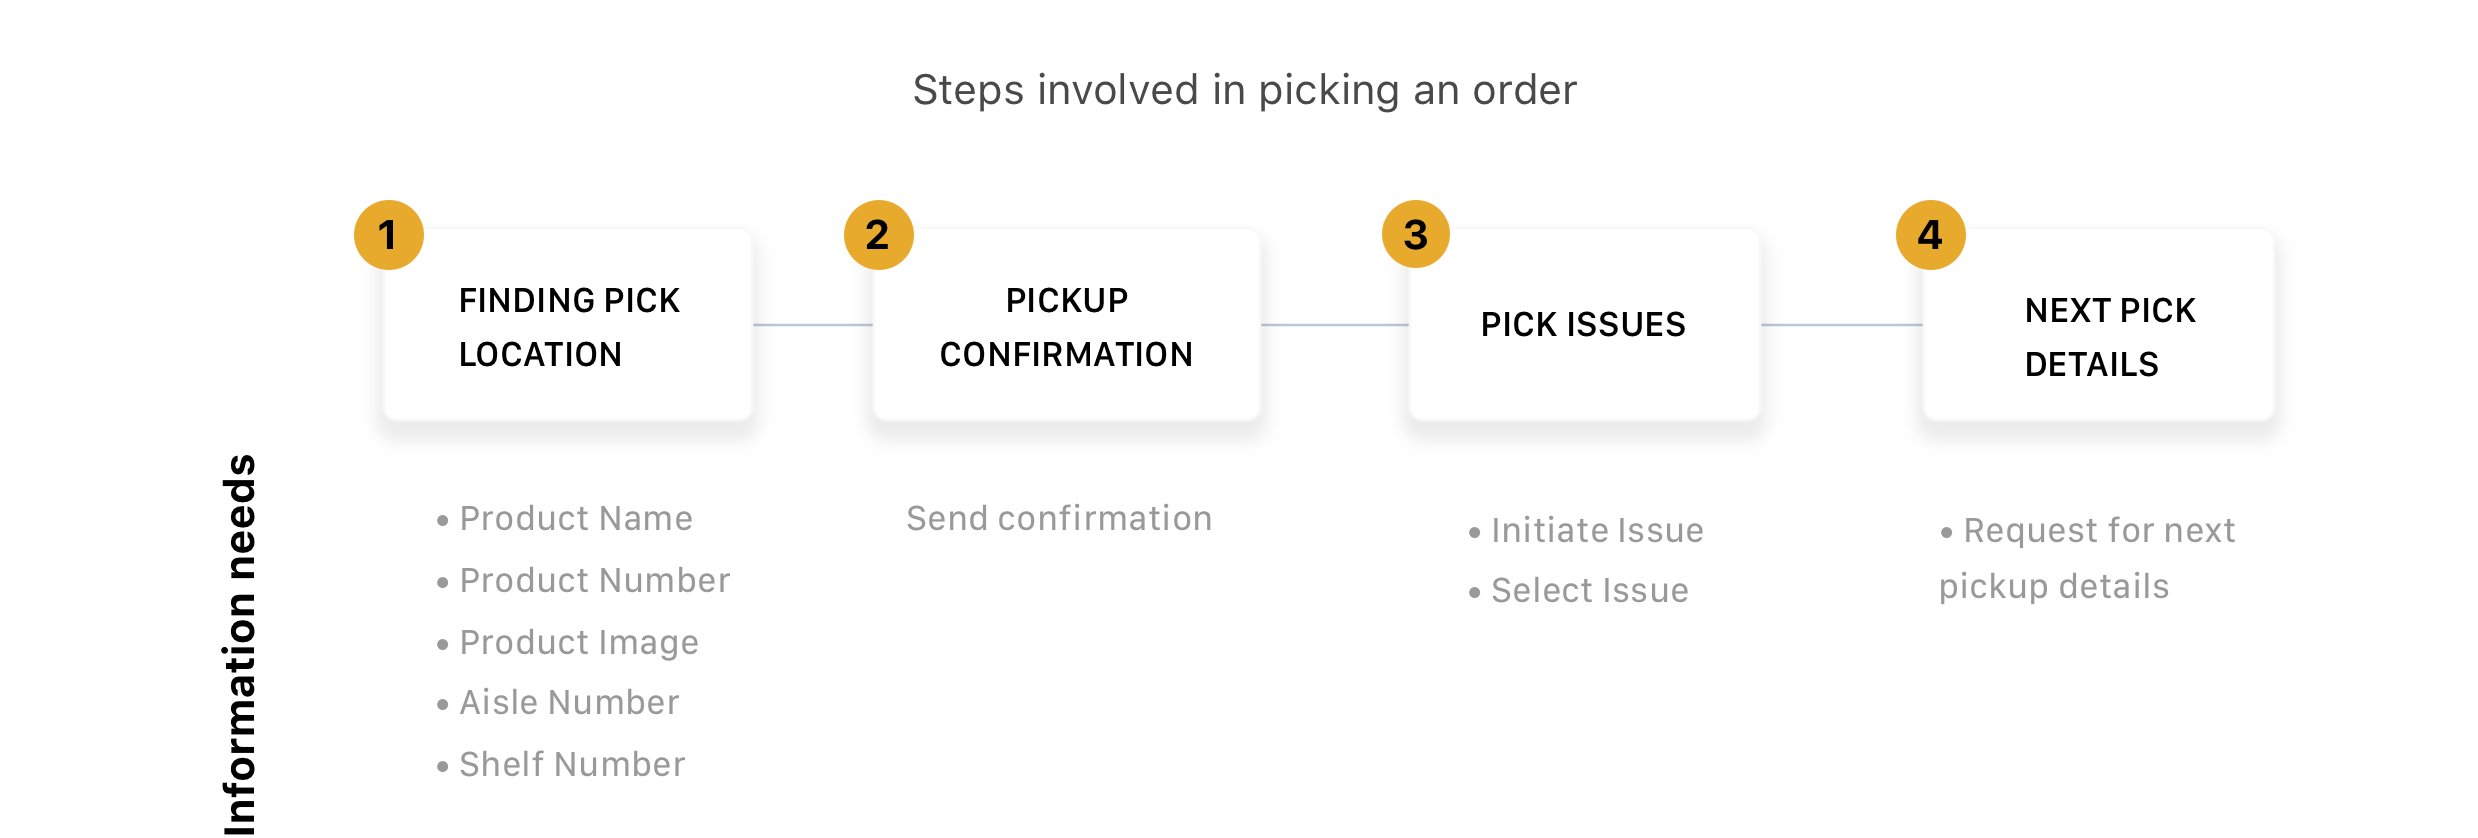 Steps involved in picking an order
1
FINDING PICK
LOCATION
2
PICKUP
CONFIRMATION
3
PICK ISSUES
4
NEXT PICK
DETAILS
Information needs
• Product Name
• Product Number
• Product Image
• Aisle Number
• Shelf Number
Send confirmation
• Initiate Issue
• Select Issue
• Request for next
pickup details